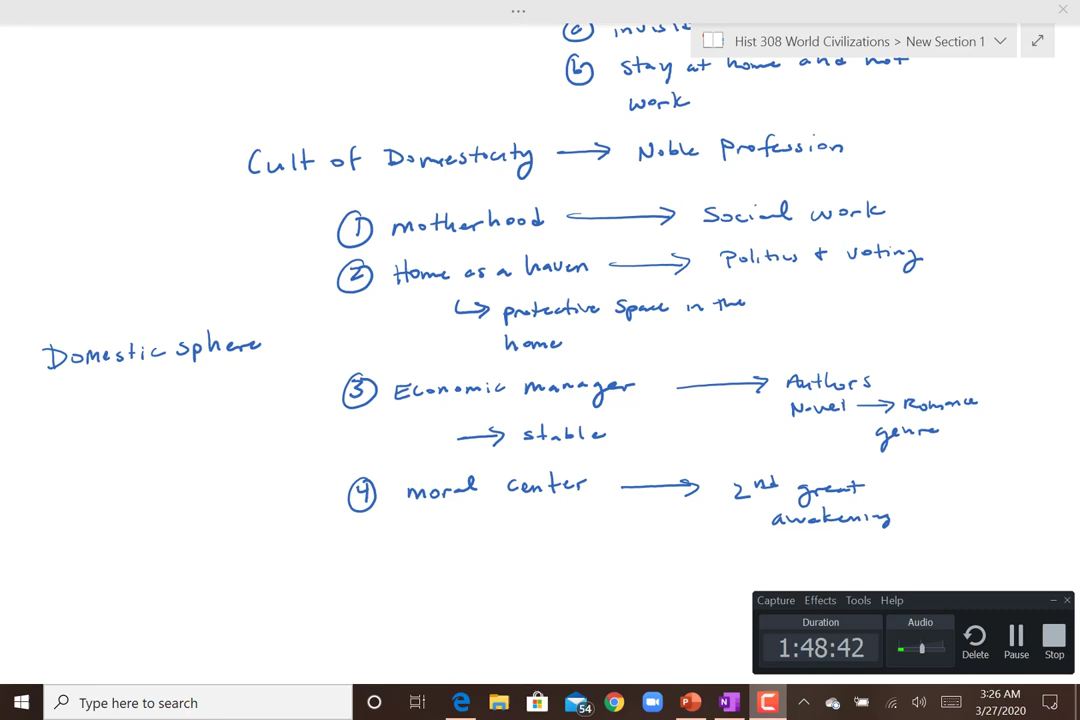 Hist 308 World Civilizations > New Section 1
ⓐ
ⓑ stay at home and not
work
Cult of Domestocity → Noble Profession
① motherhood ⟷ Social work
② Home as a haven ⟷ Politics + voting
↳ protective space in the
home
Domestic sphere
③ Economic manager → Authors
Novel → Romance
genre
→ stable
④ moral center → 2nd great
awakening
Capture Effects Tools Help
Duration Audio
1:48:42
Delete Pause Stop
Type here to search
54
3:26 AM
3/27/2020